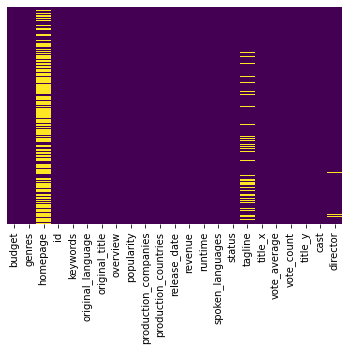 budget
genres
homepage
id
keywords
original_language
original_title
overview
popularity
production_companies
production_countries
release_date
revenue
runtime
spoken_languages
status
tagline
title_x
vote_average
vote_count
title_y
cast
director